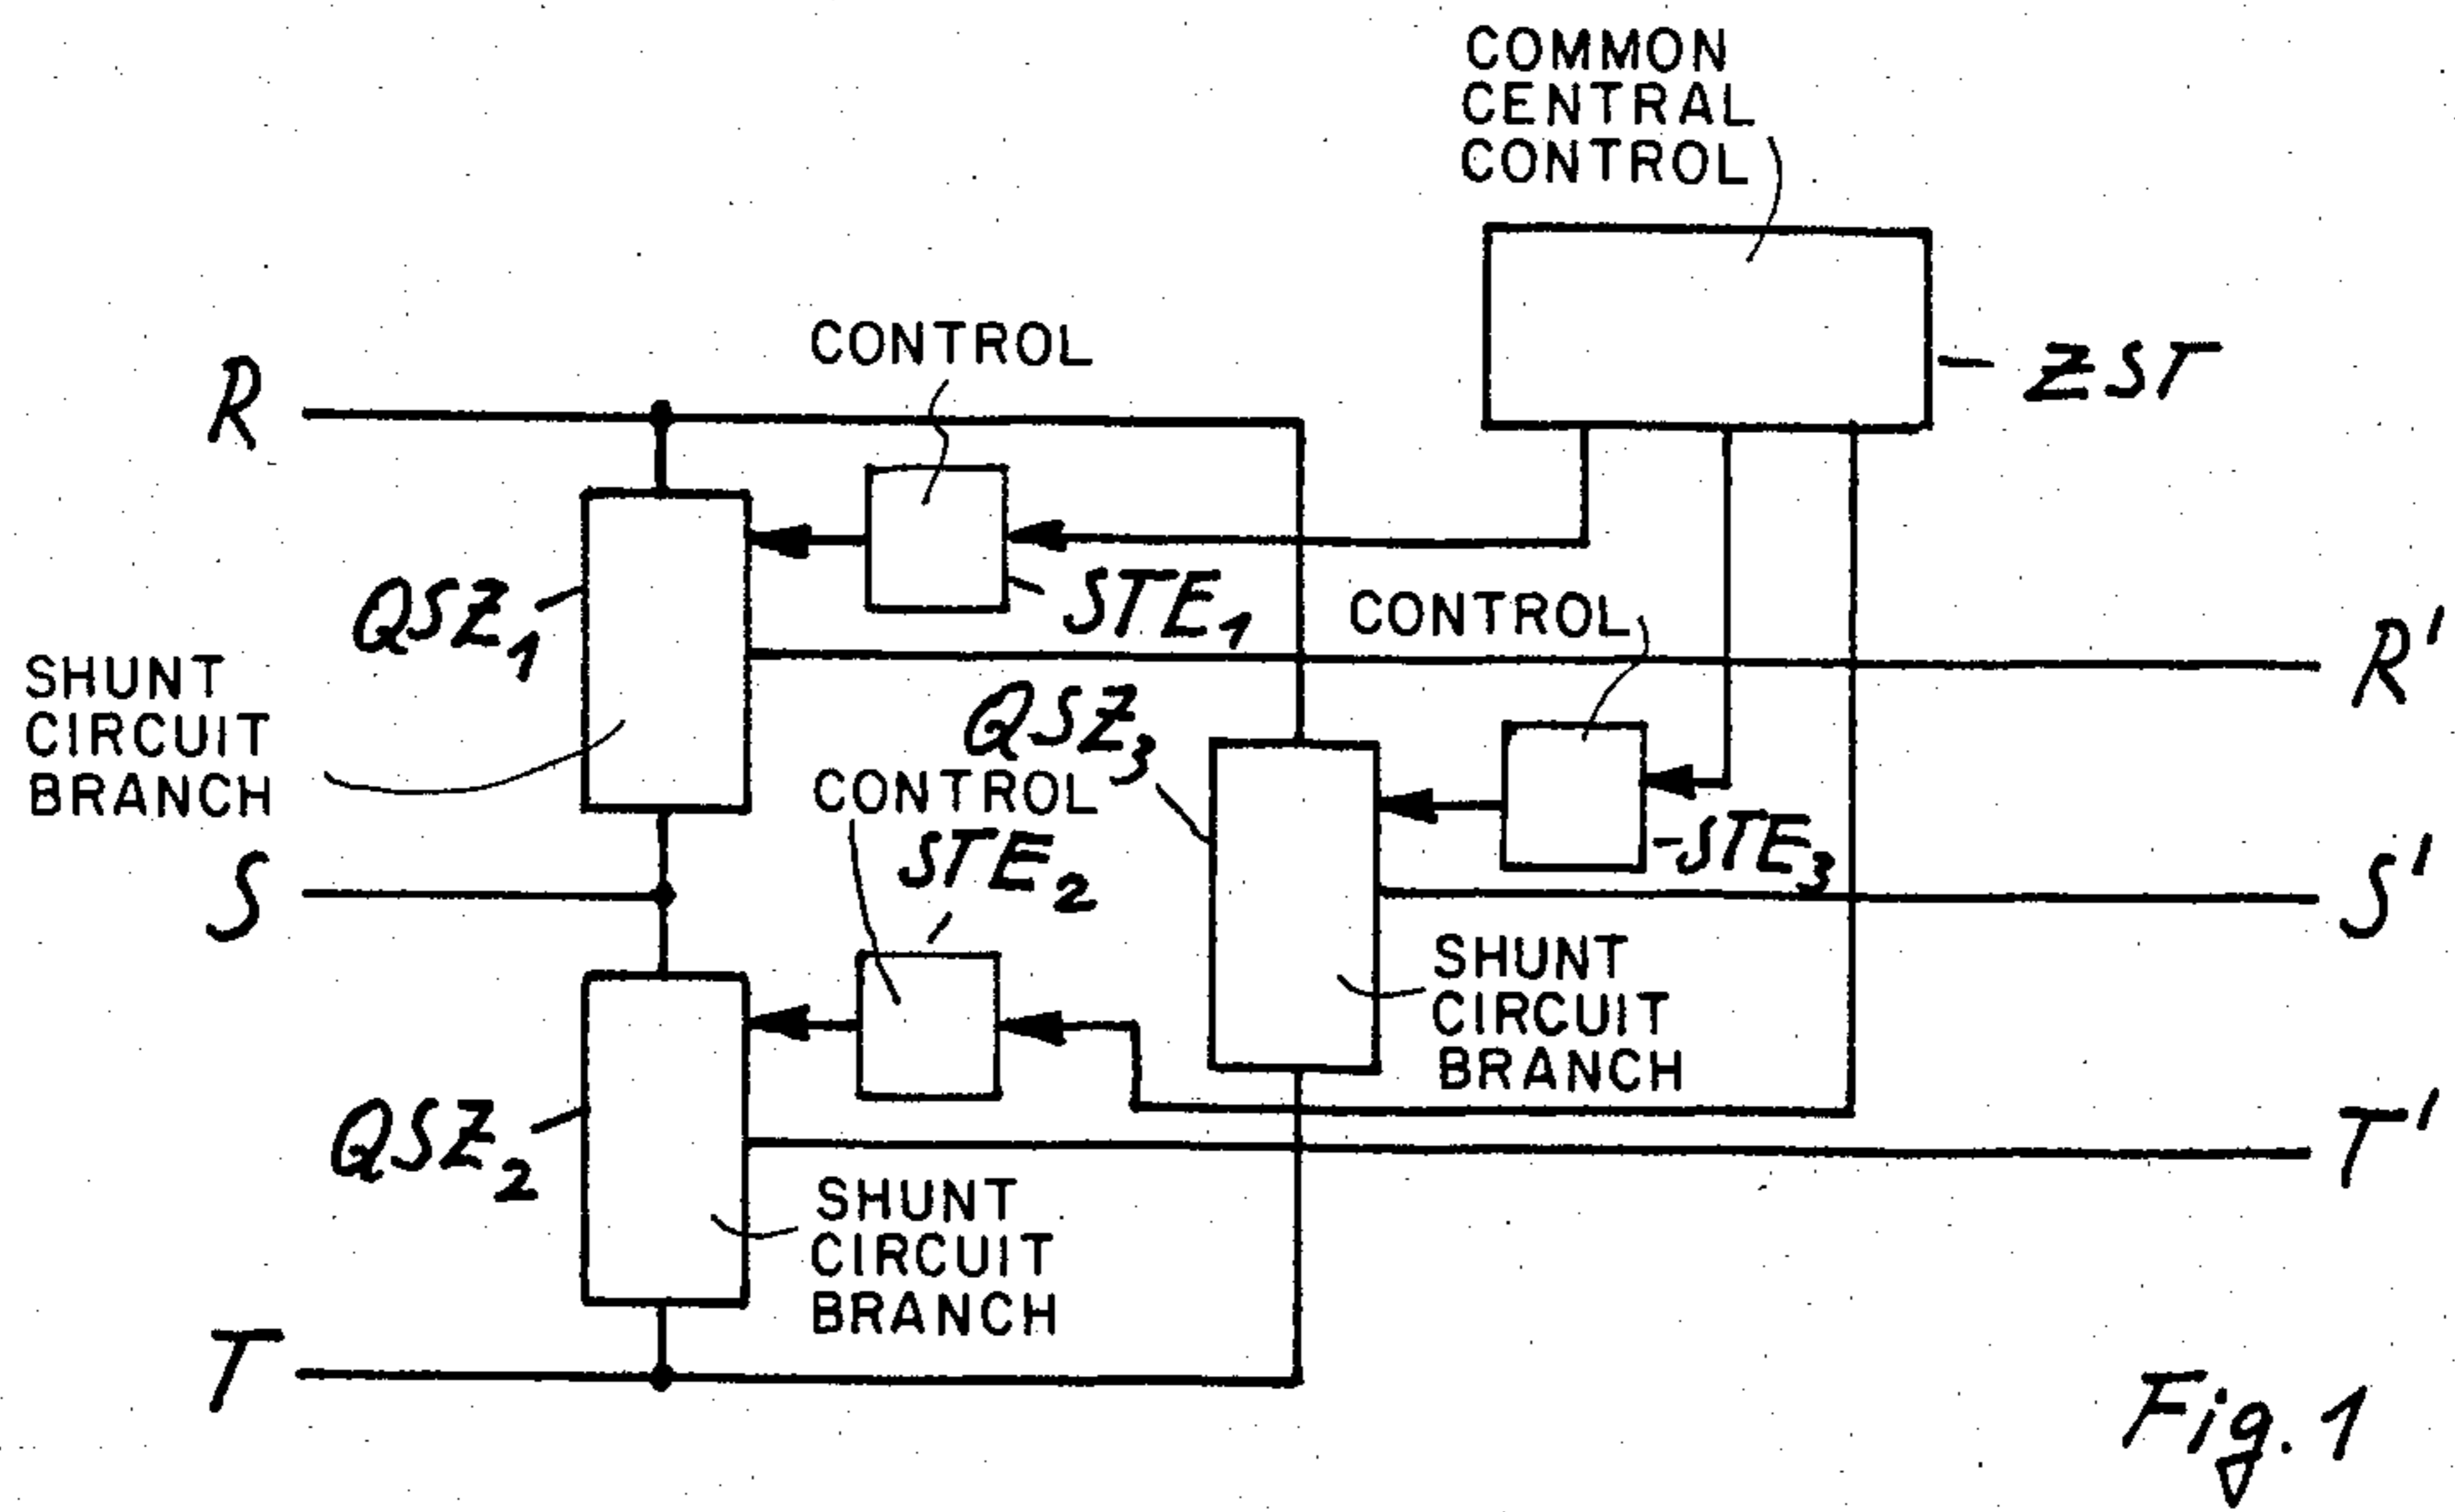 COMMON
CENTRAL
CONTROL
ZST
CONTROL
R
STE1
QSZ1
CONTROL
R'
SHUNT
CIRCUIT
BRANCH
QSZ3
CONTROL
STE2
STE3
S
S'
SHUNT
CIRCUIT
BRANCH
QSZ2
T'
SHUNT
CIRCUIT
BRANCH
T
Fig. 1